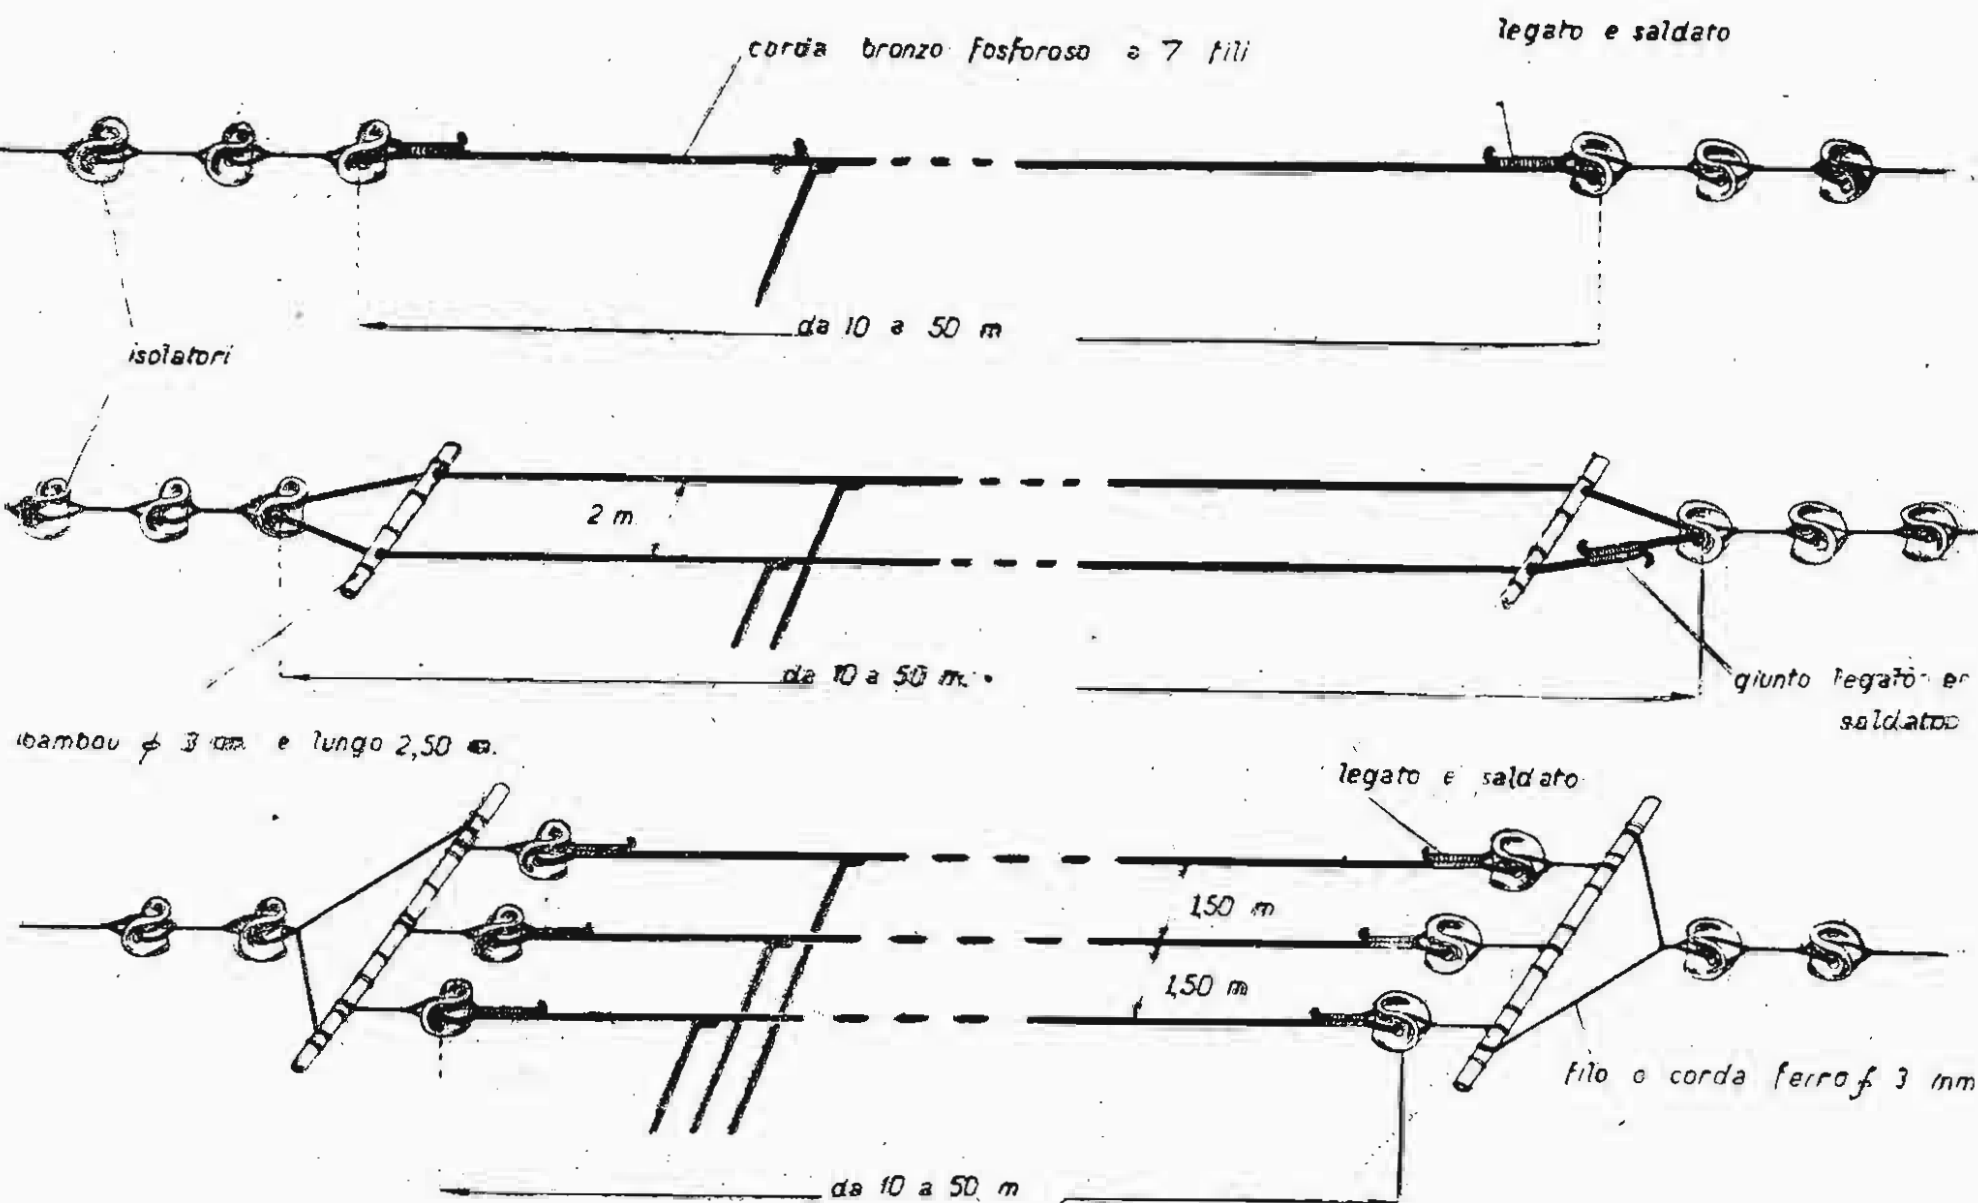 legato e saldato
corda bronzo fosforoso a 7 fili
da 10 a 50 m
isolatori
2 m
da 10 a 50 m.
giunto legato e
saldato
bambou ϕ 3 cm e lungo 2,50 m.
legato e saldato
1,50 m
1,50 m
filo o corda ferro ϕ 3 mm
da 10 a 50 m